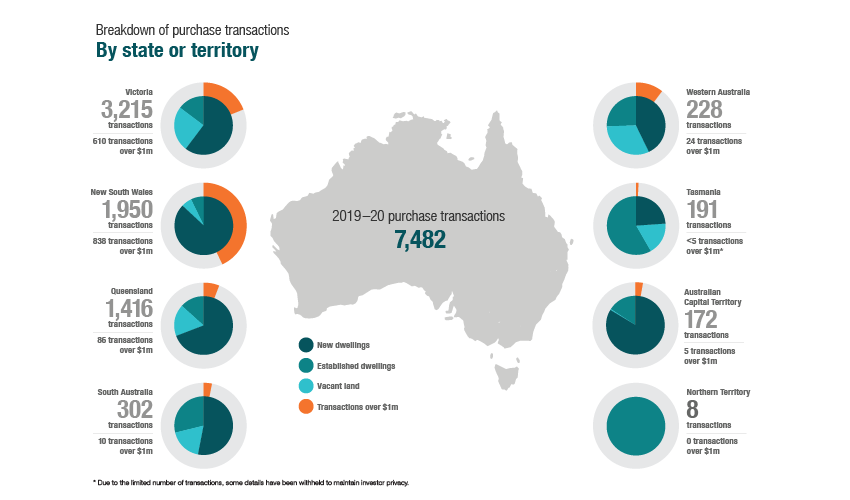 Breakdown of purchase transactions
By state or territory
Victoria
3,215
transactions
610 transactions
over $1m
New South Wales
1,950
transactions
838 transactions
over $1m
Queensland
1,416
transactions
86 transactions
over $1m
South Australia
302
transactions
10 transactions
over $1m
2019–20 purchase transactions
7,482
New dwellings
Established dwellings
Vacant land
Transactions over $1m
Western Australia
228
transactions
24 transactions
over $1m
Tasmania
191
transactions
<5 transactions
over $1m*
Australian
Capital Territory
172
transactions
5 transactions
over $1m
Northern Territory
8
transactions
0 transactions
over $1m
* Due to the limited number of transactions, some details have been withheld to maintain investor privacy.